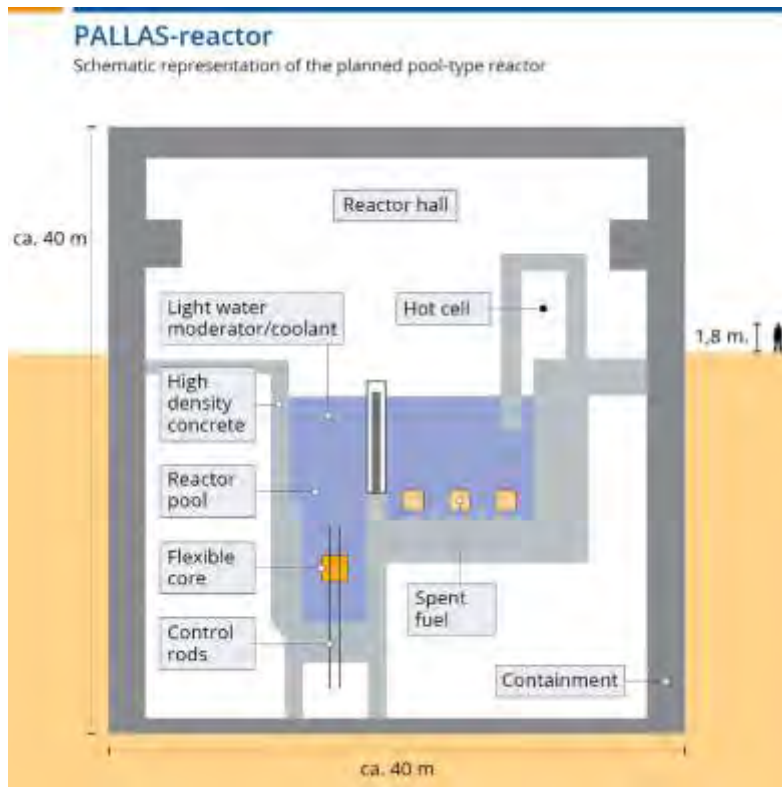 PALLAS-reactor
Schematic representation of the planned pool-type reactor
Reactor hall
ca. 40 m
Light water
moderator/coolant
Hot cell
1,8 m.
High
density
concrete
Reactor
pool
Flexible
core
Spent
fuel
Control
rods
Containment
ca. 40 m